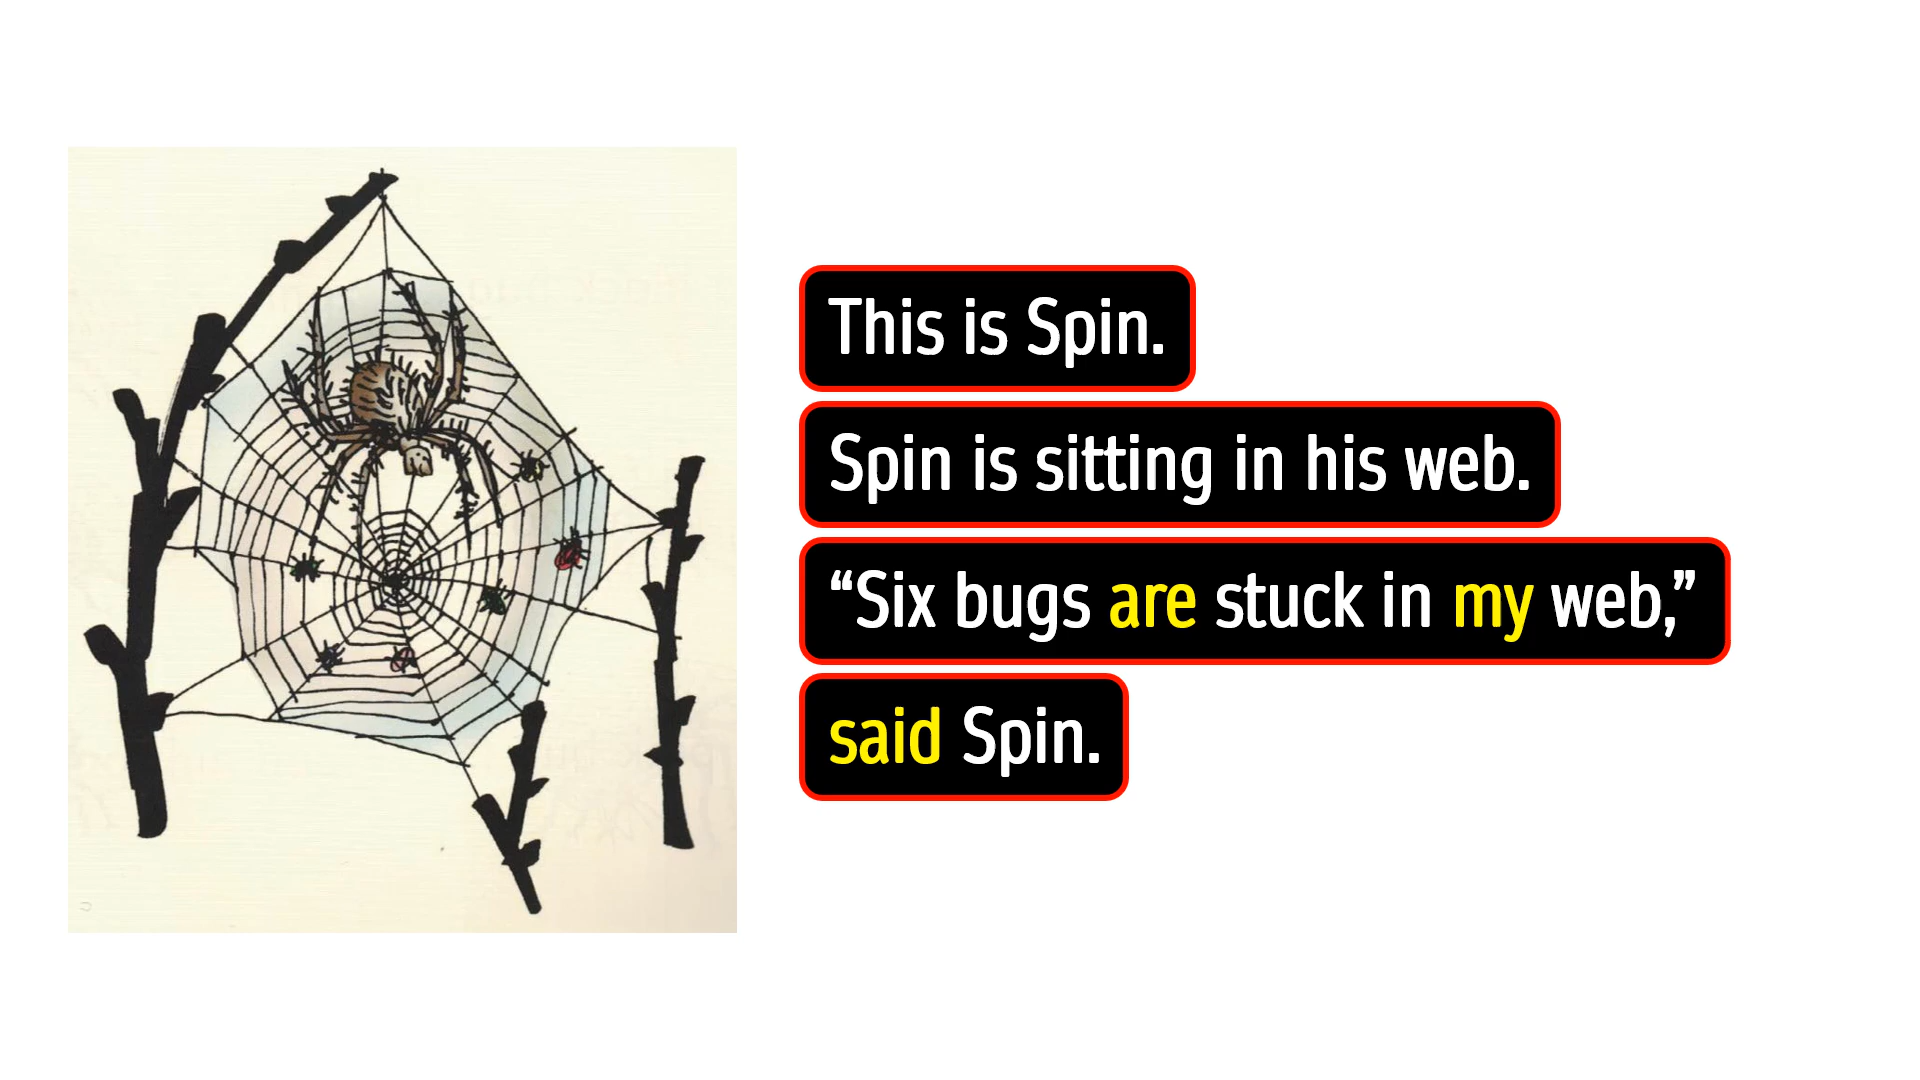 This is Spin.
Spin is sitting in his web.
“Six bugs are stuck in my web,”
said Spin.